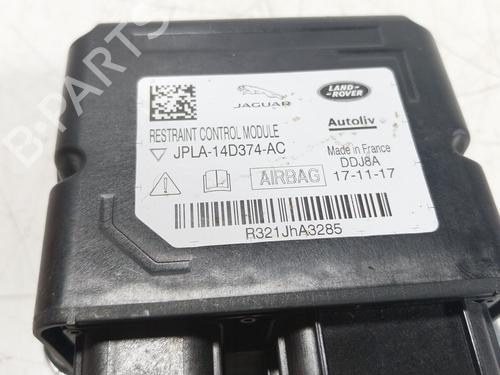 B-PARTS
JAGUAR
LAND-
ROVER
RESTRAINT CONTROL MODULE
Autoliv
JPLA-14D374-AC
Made in France
DDJ8A
AIRBAG
17-11-17
R321JhA3285